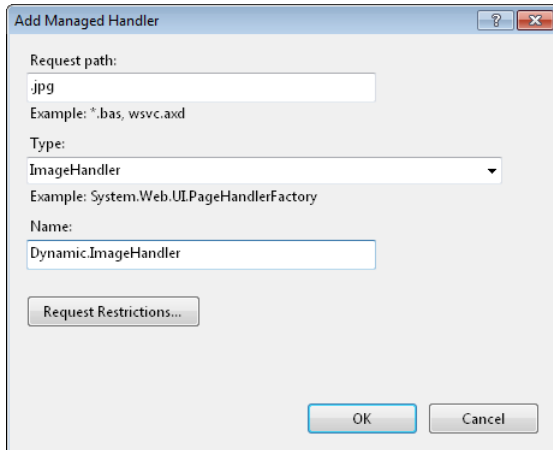 Add Managed Handler
Request path:
.jpg
Example: *.bas, wsvc.axd
Type:
ImageHandler
Example: System.Web.UI.PageHandlerFactory
Name:
Dynamic.ImageHandler
Request Restrictions...
OK Cancel